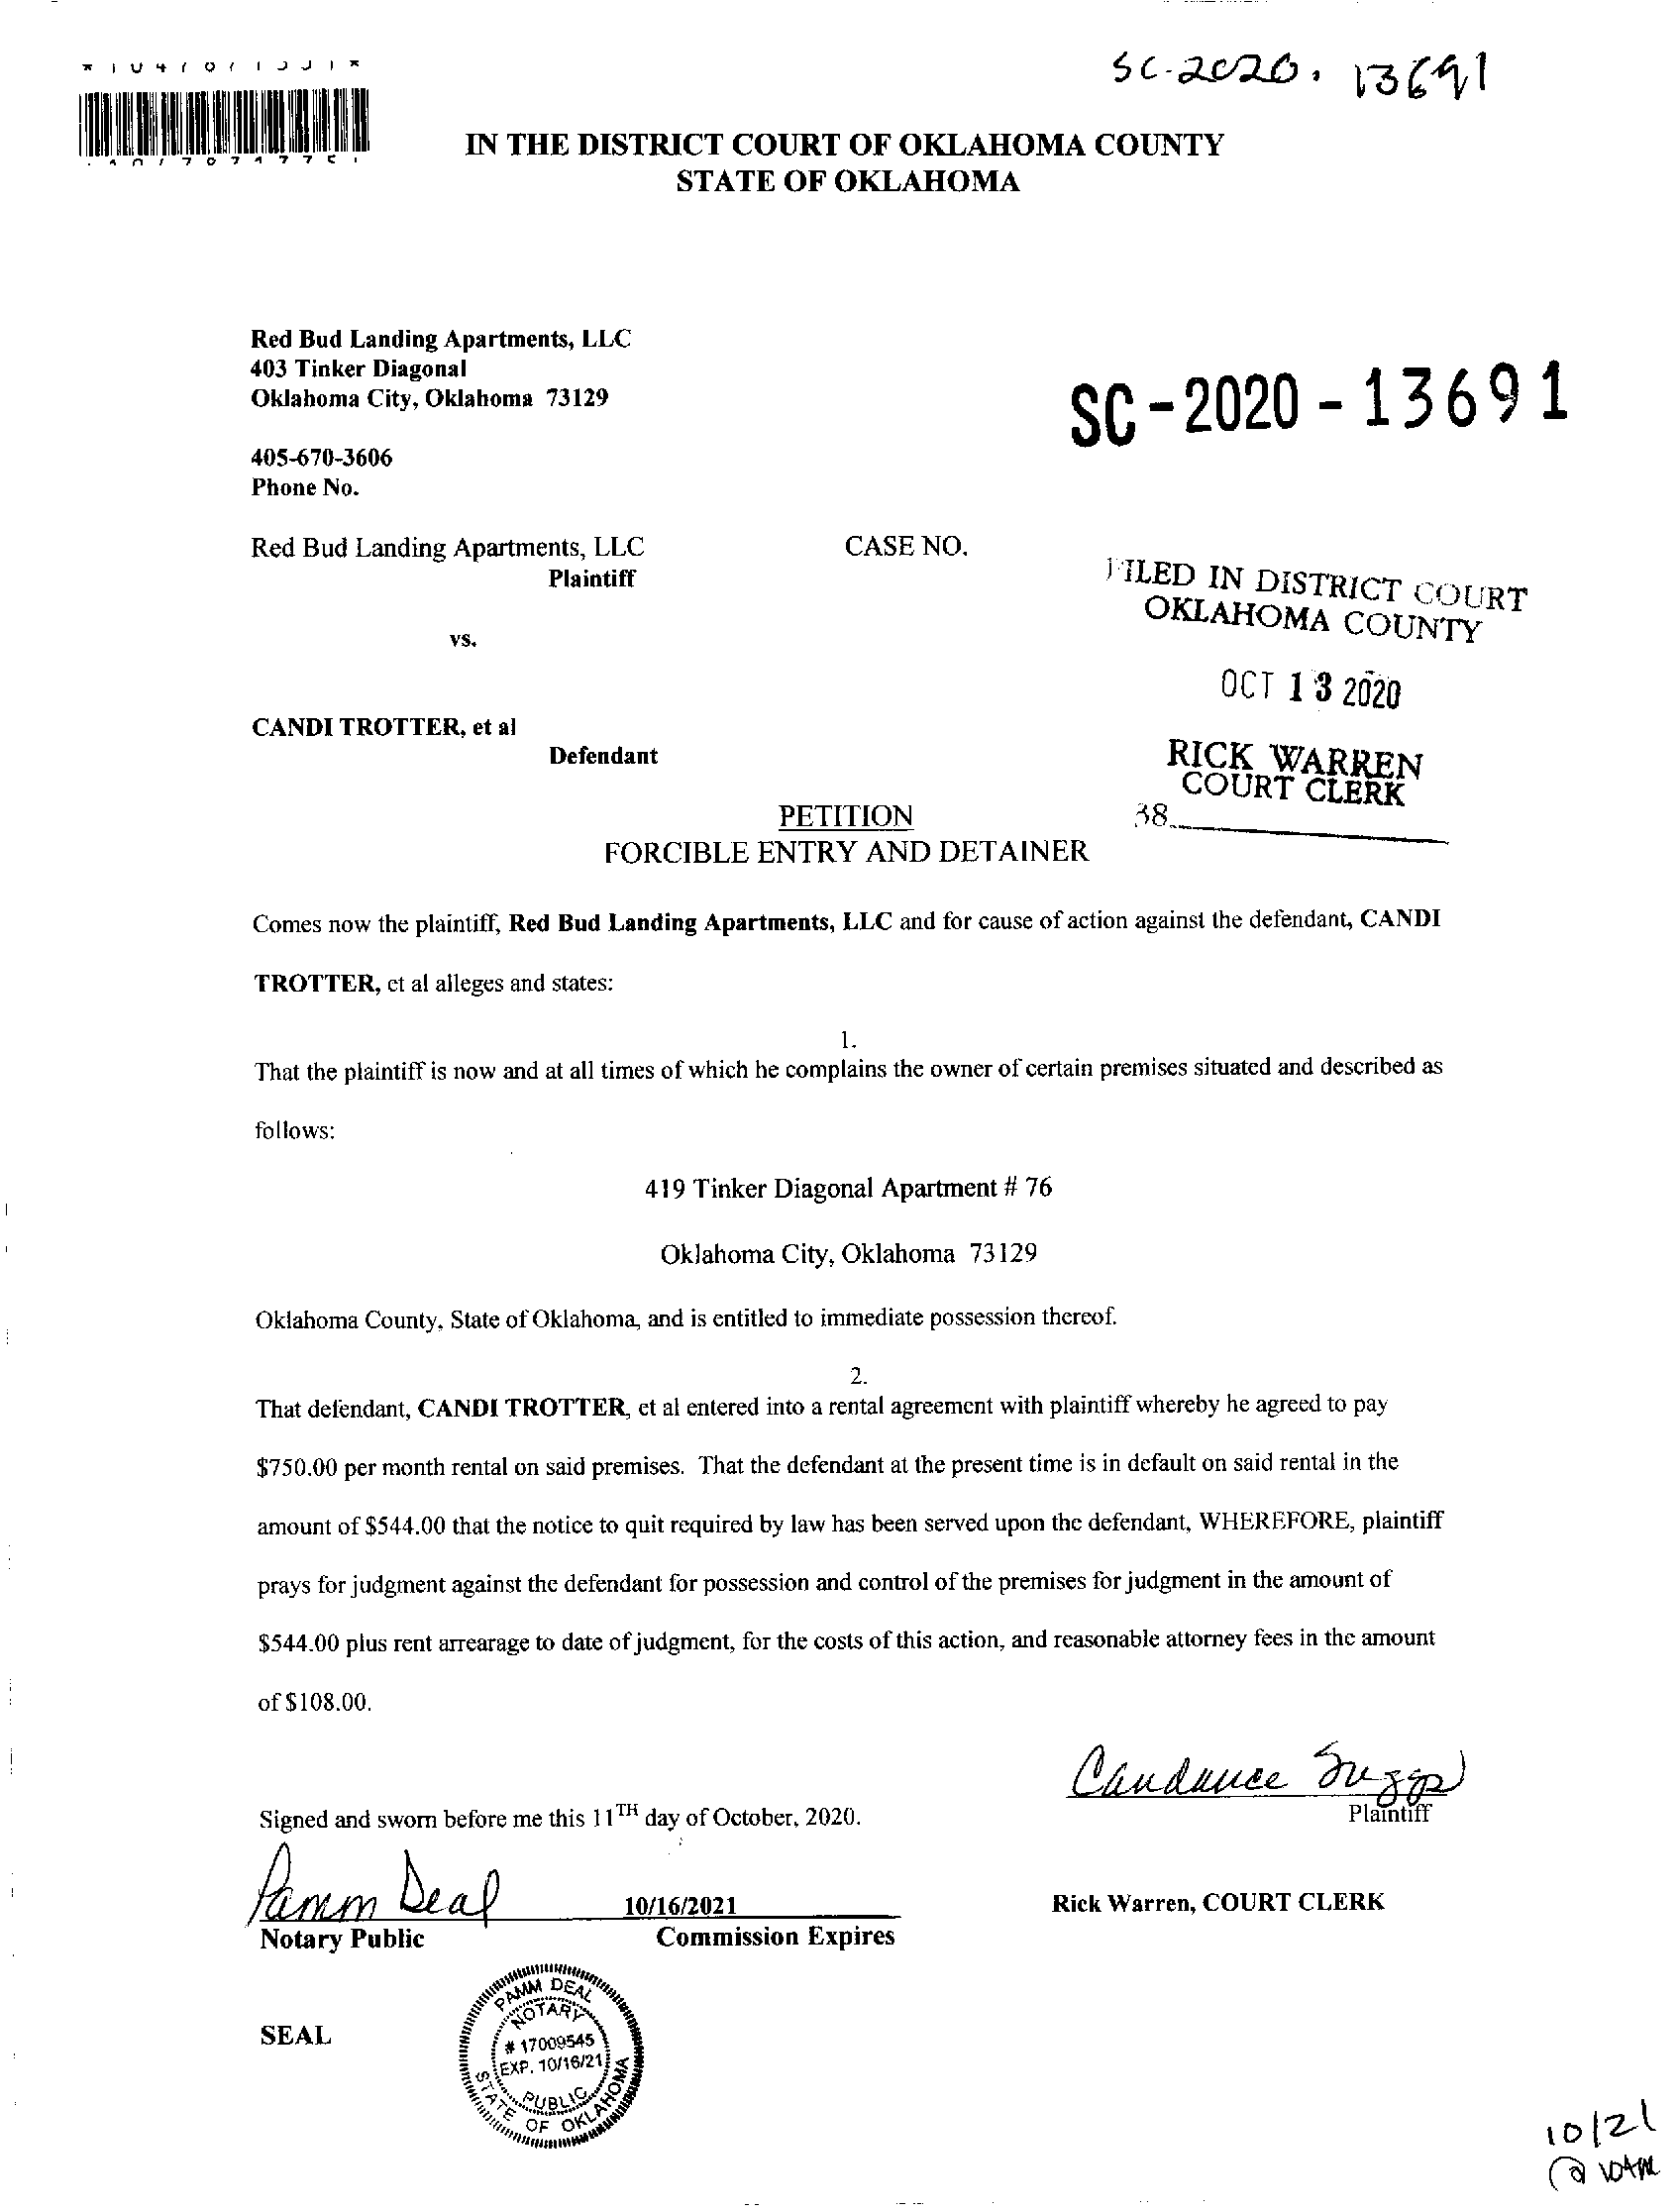 SC-2020-13691
IN THE DISTRICT COURT OF OKLAHOMA COUNTY
STATE OF OKLAHOMA
Red Bud Landing Apartments, LLC
403 Tinker Diagonal
Oklahoma City, Oklahoma 73129
SC-2020-13691
405-670-3606
Phone No.
Red Bud Landing Apartments, LLC
Plaintiff
CASE NO.
FILED IN DISTRICT COURT
OKLAHOMA COUNTY
vs.
OCT 13 2020
CANDI TROTTER, et al
Defendant
RICK WARREN
COURT CLERK
38
PETITION
FORCIBLE ENTRY AND DETAINER
Comes now the plaintiff, Red Bud Landing Apartments, LLC and for cause of action against the defendant, CANDI
TROTTER, et al alleges and states:
1.
That the plaintiff is now and at all times of which he complains the owner of certain premises situated and described as
follows:
419 Tinker Diagonal Apartment # 76
Oklahoma City, Oklahoma 73129
Oklahoma County, State of Oklahoma, and is entitled to immediate possession thereof.
2.
That defendant, CANDI TROTTER, et al entered into a rental agreement with plaintiff whereby he agreed to pay
$750.00 per month rental on said premises. That the defendant at the present time is in default on said rental in the
amount of $544.00 that the notice to quit required by law has been served upon the defendant, WHEREFORE, plaintiff
prays for judgment against the defendant for possession and control of the premises for judgment in the amount of
$544.00 plus rent arrearage to date of judgment, for the costs of this action, and reasonable attorney fees in the amount
of $108.00.
Candance Suggs
Plaintiff
Signed and sworn before me this 11TH day of October, 2020.
Pamm Deal
10/16/2021
Rick Warren, COURT CLERK
Notary Public
Commission Expires
SEAL
PAMM DEAL
NOTARY
# 17009545
EXP. 10/16/21
PUBLIC
STATE OF OKLAHOMA
10/21
@ 10AM